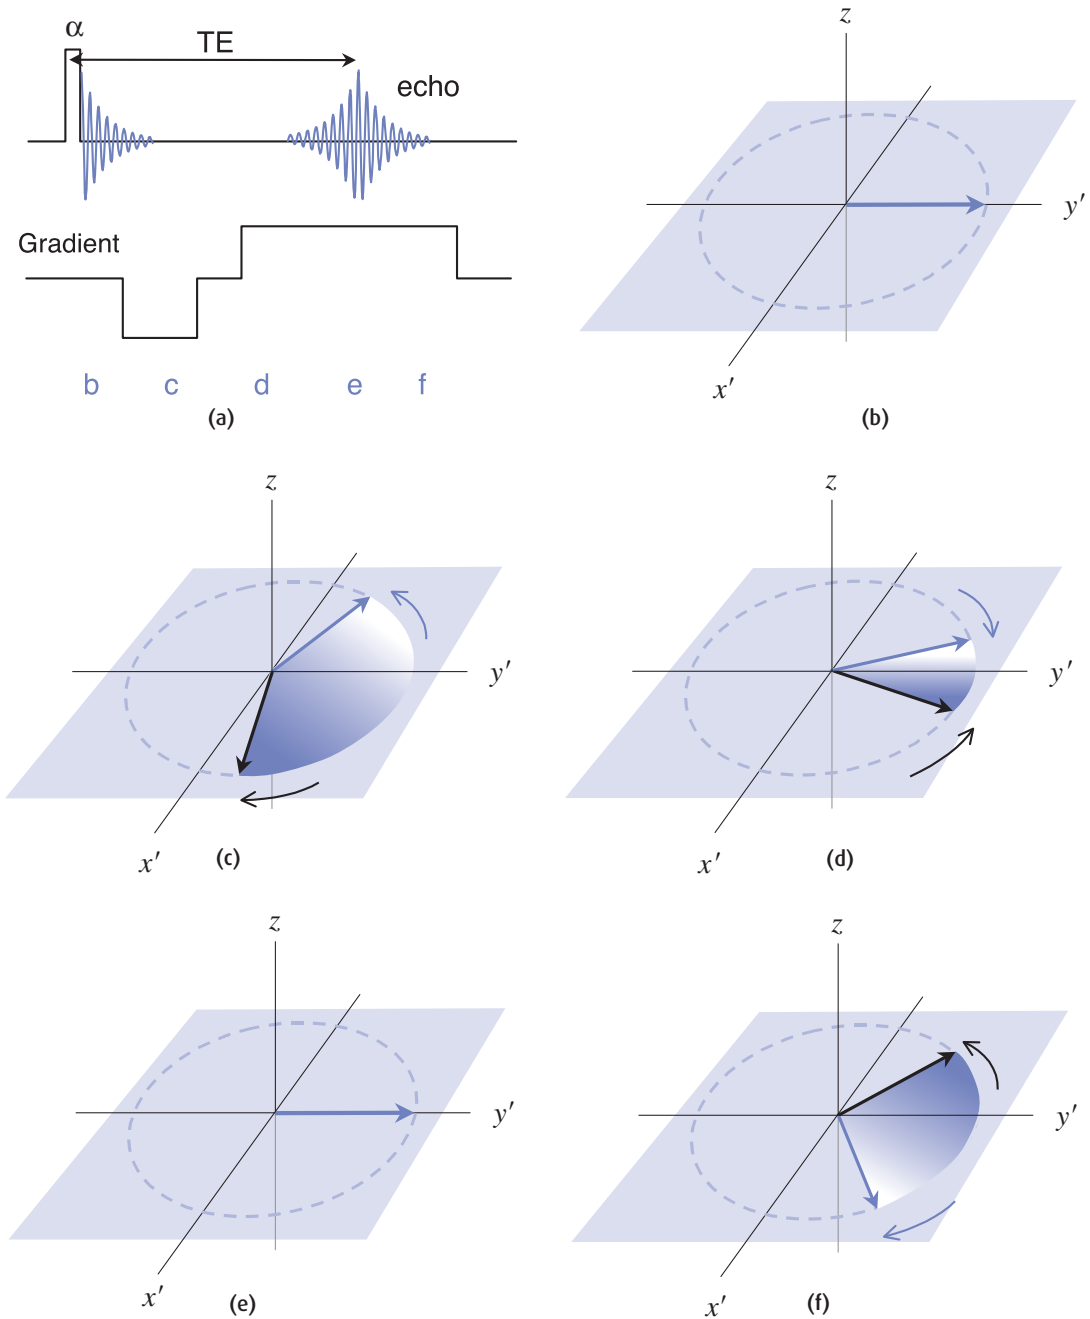 α
TE
echo
Gradient
b c d e f
(a)
z
y′
x′
(b)
z
y′
x′
(c)
z
y′
x′
(d)
z
y′
x′
(e)
z
y′
x′
(f)